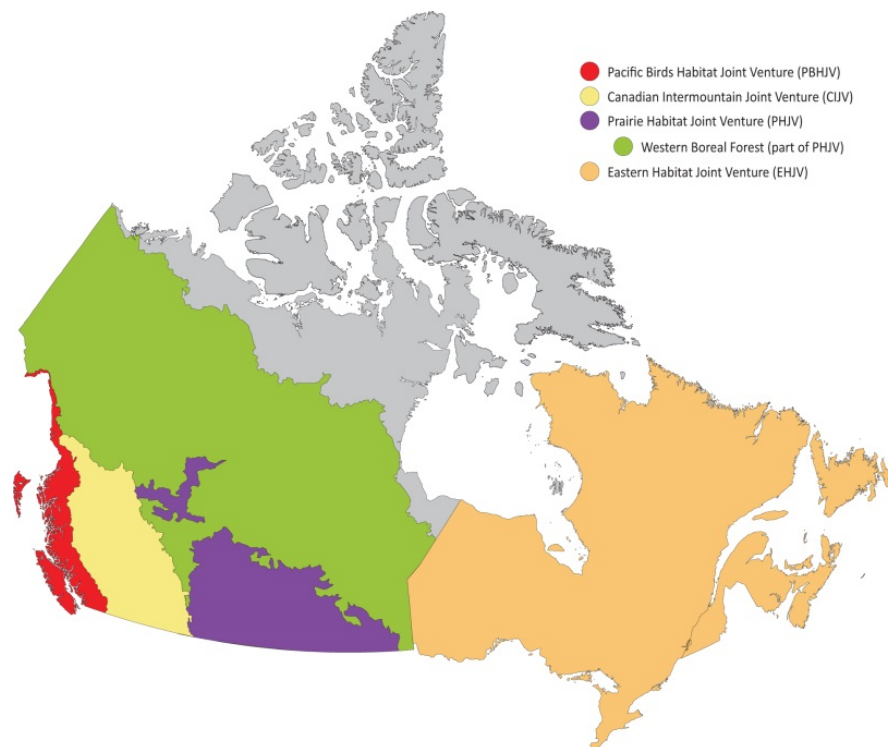 Pacific Birds Habitat Joint Venture (PBHJV)
Canadian Intermountain Joint Venture (CIJV)
Prairie Habitat Joint Venture (PHJV)
Western Boreal Forest (part of PHJV)
Eastern Habitat Joint Venture (EHJV)